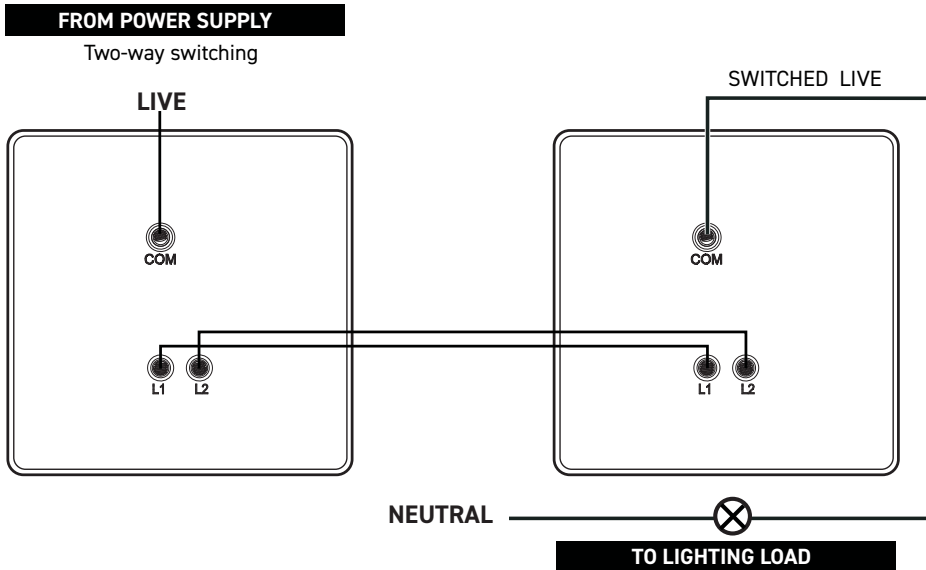 FROM POWER SUPPLY
Two-way switching
LIVE
SWITCHED LIVE
COM
COM
L1 L2
L1 L2
NEUTRAL
TO LIGHTING LOAD